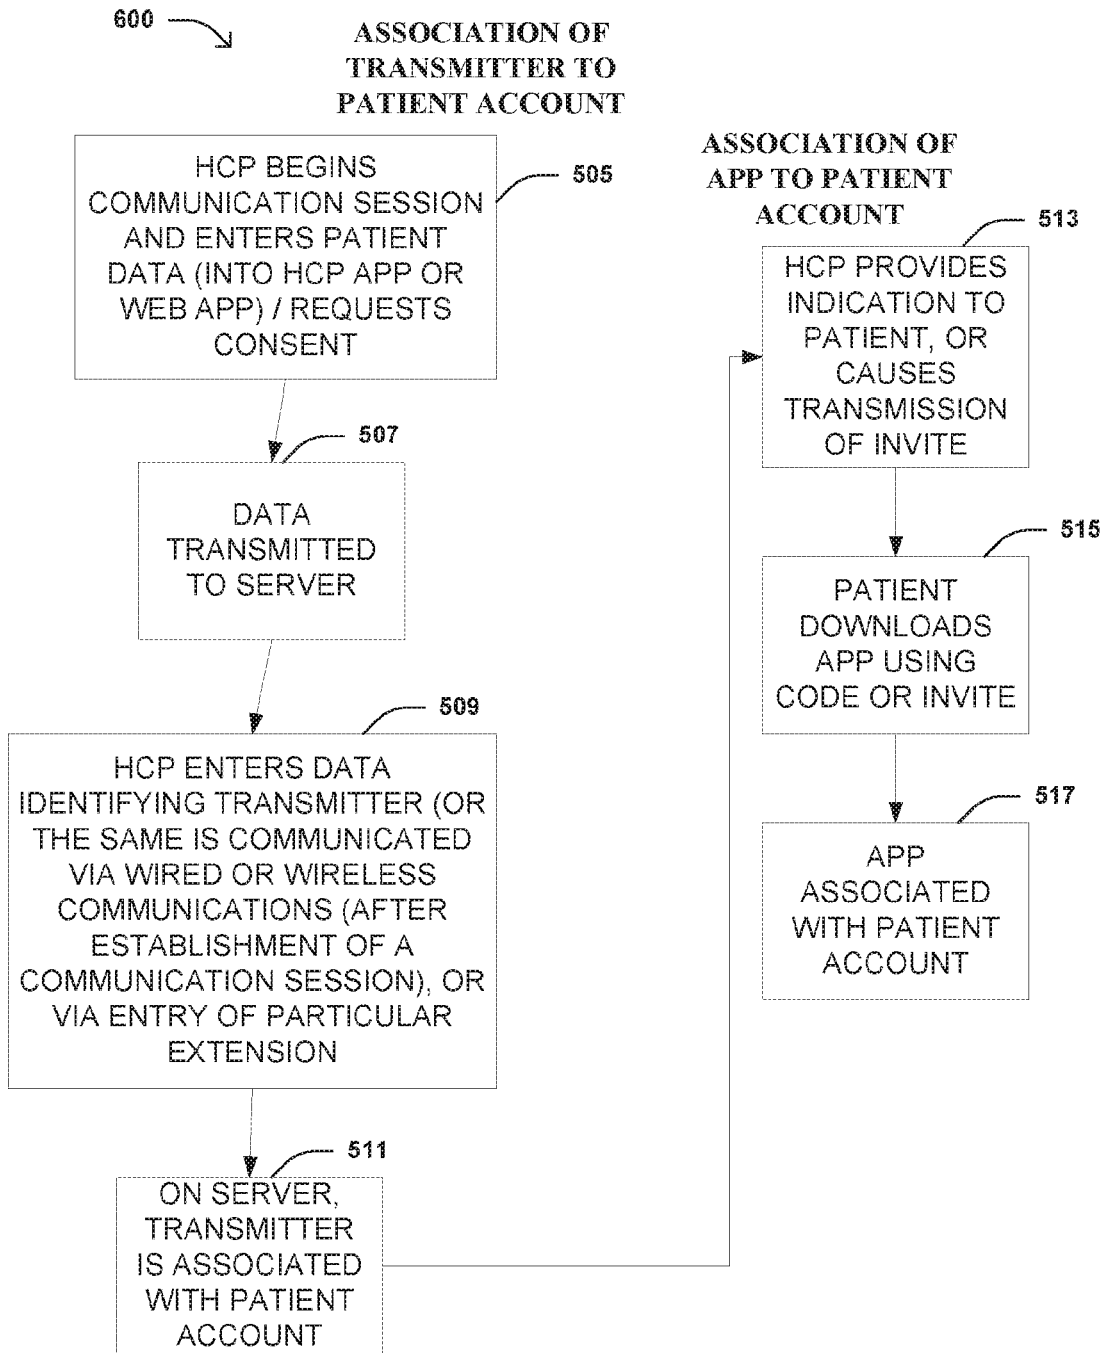 600
ASSOCIATION OF
TRANSMITTER TO
PATIENT ACCOUNT
HCP BEGINS
COMMUNICATION SESSION
AND ENTERS PATIENT
DATA (INTO HCP APP OR
WEB APP) / REQUESTS
CONSENT
505
507
DATA
TRANSMITTED
TO SERVER
509
HCP ENTERS DATA
IDENTIFYING TRANSMITTER (OR
THE SAME IS COMMUNICATED
VIA WIRED OR WIRELESS
COMMUNICATIONS (AFTER
ESTABLISHMENT OF A
COMMUNICATION SESSION), OR
VIA ENTRY OF PARTICULAR
EXTENSION
511
ON SERVER,
TRANSMITTER
IS ASSOCIATED
WITH PATIENT
ACCOUNT
ASSOCIATION OF
APP TO PATIENT
ACCOUNT
513
HCP PROVIDES
INDICATION TO
PATIENT, OR
CAUSES
TRANSMISSION
OF INVITE
515
PATIENT
DOWNLOADS
APP USING
CODE OR INVITE
517
APP
ASSOCIATED
WITH PATIENT
ACCOUNT